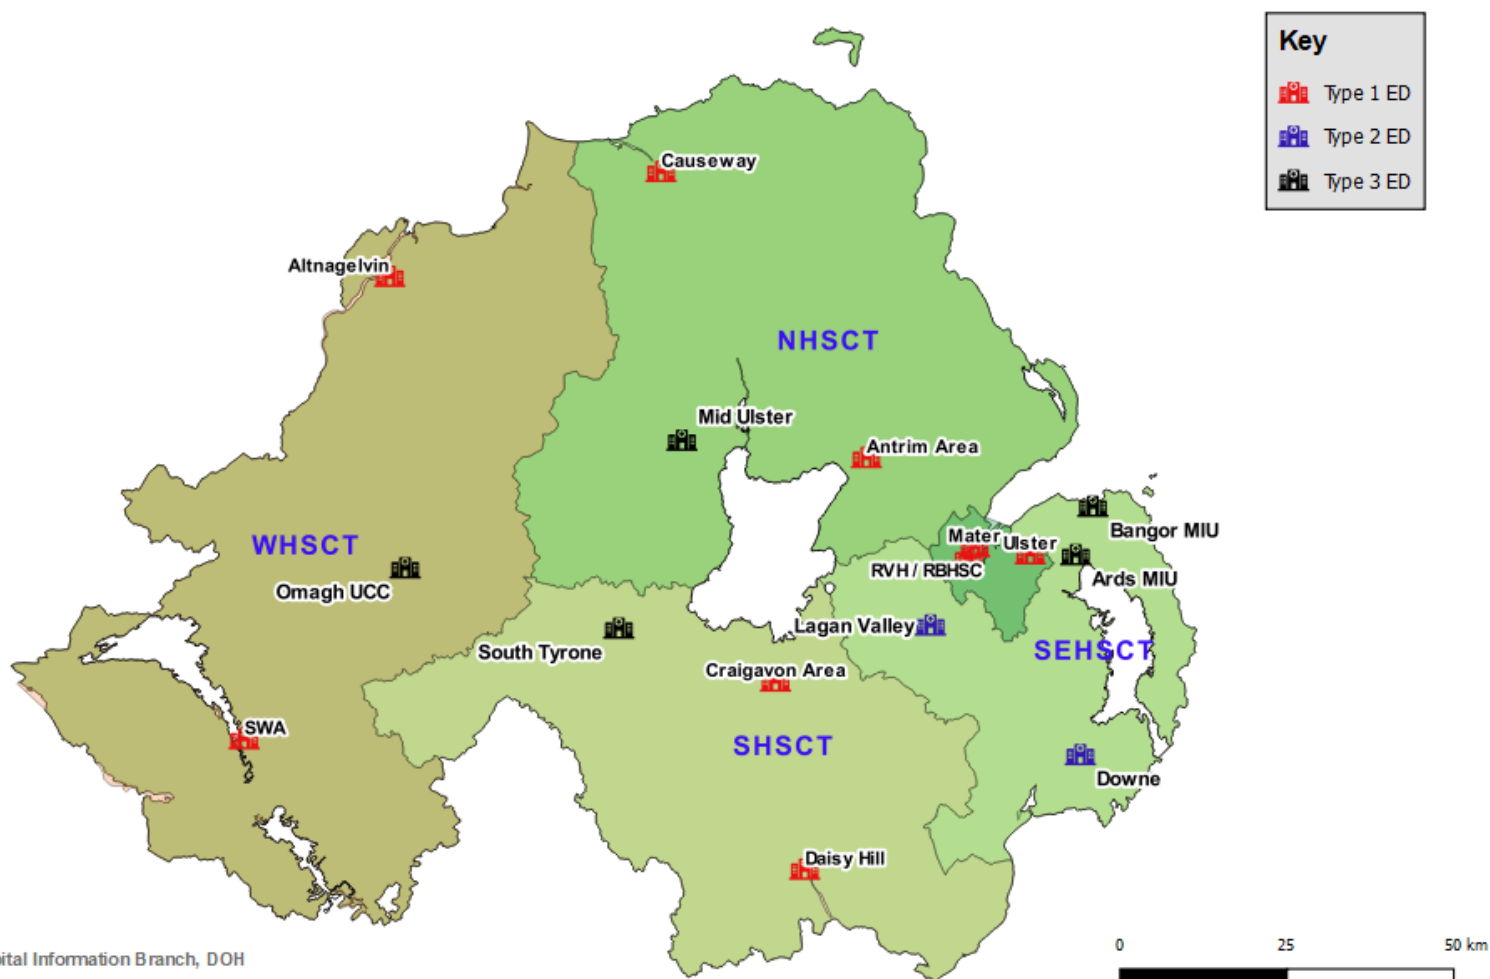 Key
Type 1 ED
Type 2 ED
Type 3 ED
Causeway
Altnagelvin
NHSCT
Mid Ulster
Antrim Area
Bangor MIU
Mater
Ulster
WHSCT
RVH / RBHSC
Ards MIU
Omagh UCC
Lagan Valley
South Tyrone
SEHSCT
Craigavon Area
SWA
SHSCT
Downe
Daisy Hill
0 25 50 km
Information Branch, DOH